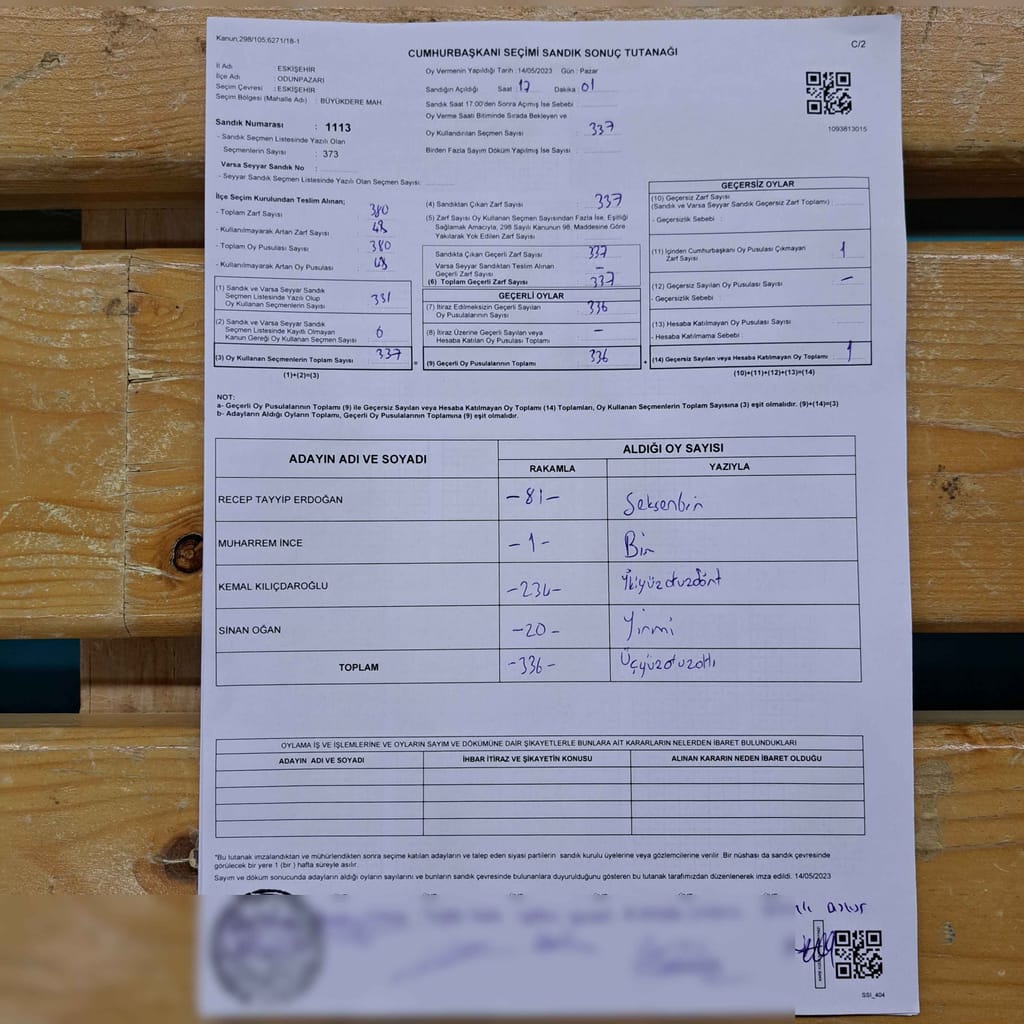 Kanun;298/105,6271/18-1
CUMHURBAŞKANI SEÇİMİ SANDIK SONUÇ TUTANAĞI
C/2
İl Adı : ESKİŞEHİR
İlçe Adı : ODUNPAZARI
Seçim Çevresi : ESKİŞEHİR
Seçim Bölgesi (Mahalle Adı) : BÜYÜKDERE MAH
Sandık Numarası : 1113
- Sandık Seçmen Listesinde Yazılı Olan
Seçmenlerin Sayısı : 373
Varsa Seyyar Sandık No :
- Seyyar Sandık Seçmen Listesinde Yazılı Olan Seçmen Sayısı:
Oy Vermenin Yapıldığı Tarih : 14/05/2023 Gün : Pazar
Sandığın Açıldığı Saat : 17 Dakika 01
Sandık Saat 17.00'den Sonra Açımış İse Sebebi :
Oy Verme Saati Bitiminde Sırada Bekleyen ve
Oy Kullandırılan Seçmen Sayısı : 337
Birden Fazla Sayım Döküm Yapılmış İse Sayısı :
1093813015
İlçe Seçim Kurulundan Teslim Alınan;
- Toplam Zarf Sayısı : 380
- Kullanılmayarak Artan Zarf Sayısı : 43
- Toplam Oy Pusulası Sayısı : 380
- Kullanılmayarak Artan Oy Pusulası : 43
(1) Sandık ve Varsa Seyyar Sandık
Seçmen Listesinde Yazılı Olup
Oy Kullanan Seçmenlerin Sayısı 331
(2) Sandık ve Varsa Seyyar Sandık
Seçmen Listesinde Kayıtlı Olmayan
Kanun Gereği Oy Kullanan Seçmen Sayısı 6
(3) Oy Kullanan Seçmenlerin Toplam Sayısı 337
(1)+(2)=(3)
(4) Sandıktan Çıkan Zarf Sayısı : 337
(5) Zarf Sayısı Oy Kullanan Seçmen Sayısından Fazla İse, Eşitliği
Sağlamak Amacıyla, 298 Sayılı Kanunun 98. Maddesine Göre
Yakılarak Yok Edilen Zarf Sayısı :
Sandıkta Çıkan Geçerli Zarf Sayısı 337
Varsa Seyyar Sandıktan Teslim Alınan
Geçerli Zarf Sayısı –
(6) Toplam Geçerli Zarf Sayısı 337
GEÇERLİ OYLAR
(7) İtiraz Edilmeksizin Geçerli Sayılan
Oy Pusulalarının Sayısı 336
(8) İtiraz Üzerine Geçerli Sayılan veya
Hesaba Katılan Oy Pusulası Toplamı –
= (9) Geçerli Oy Pusulalarının Toplamı 336
GEÇERSİZ OYLAR
(10) Geçersiz Zarf Sayısı
(Sandık ve Varsa Seyyar Sandık Geçersiz Zarf Toplamı) :
- Geçersizlik Sebebi :
(11) İçinden Cumhurbaşkanı Oy Pusulası Çıkmayan
Zarf Sayısı 1
(12) Geçersiz Sayılan Oy Pusulası Sayısı : –
- Geçersizlik Sebebi :
(13) Hesaba Katılmayan Oy Pusulası Sayısı :
- Hesaba Katılmama Sebebi :
+ (14) Geçersiz Sayılan veya Hesaba Katılmayan Oy Toplamı 1
(10)+(11)+(12)+(13)=(14)
NOT:
a- Geçerli Oy Pusulalarının Toplamı (9) ile Geçersiz Sayılan veya Hesaba Katılmayan Oy Toplamı (14) Toplamları, Oy Kullanan Seçmenlerin Toplam Sayısına (3) eşit olmalıdır. (9)+(14)=(3)
b- Adayların Aldığı Oyların Toplamı, Geçerli Oy Pusulalarının Toplamına (9) eşit olmalıdır.
ADAYIN ADI VE SOYADI
ALDIĞI OY SAYISI
RAKAMLA YAZIYLA
RECEP TAYYİP ERDOĞAN -81- Seksenbir
MUHARREM İNCE -1- Bir
KEMAL KILIÇDAROĞLU -234- İkiyüzotuzdört
SİNAN OĞAN -20- Yirmi
TOPLAM -336- Üçyüzotuzaltı
OYLAMA İŞ VE İŞLEMLERİNE VE OYLARIN SAYIM VE DÖKÜMÜNE DAİR ŞİKAYETLERLE BUNLARA AİT KARARLARIN NELERDEN İBARET BULUNDUKLARI
ADAYIN ADI VE SOYADI İHBAR İTİRAZ VE ŞİKAYETİN KONUSU ALINAN KARARIN NEDEN İBARET OLDUĞU
"Bu tutanak imzalandıktan ve mühürlendikten sonra seçime katılan adayların ve talep eden siyasi partilerin sandık kurulu üyelerine veya gözlemcilerine verilir .Bir nüshası da sandık çevresinde
görülecek bir yere 1 (bir ) hafta süreyle asılır.
Sayım ve döküm sonucunda adayların aldığı oyların sayılarını ve bunların sandık çevresinde bulunanlara duyurulduğunu gösteren bu tutanak tarafımızdan düzenlenerek imza edildi. 14/05/2023
SSI_404